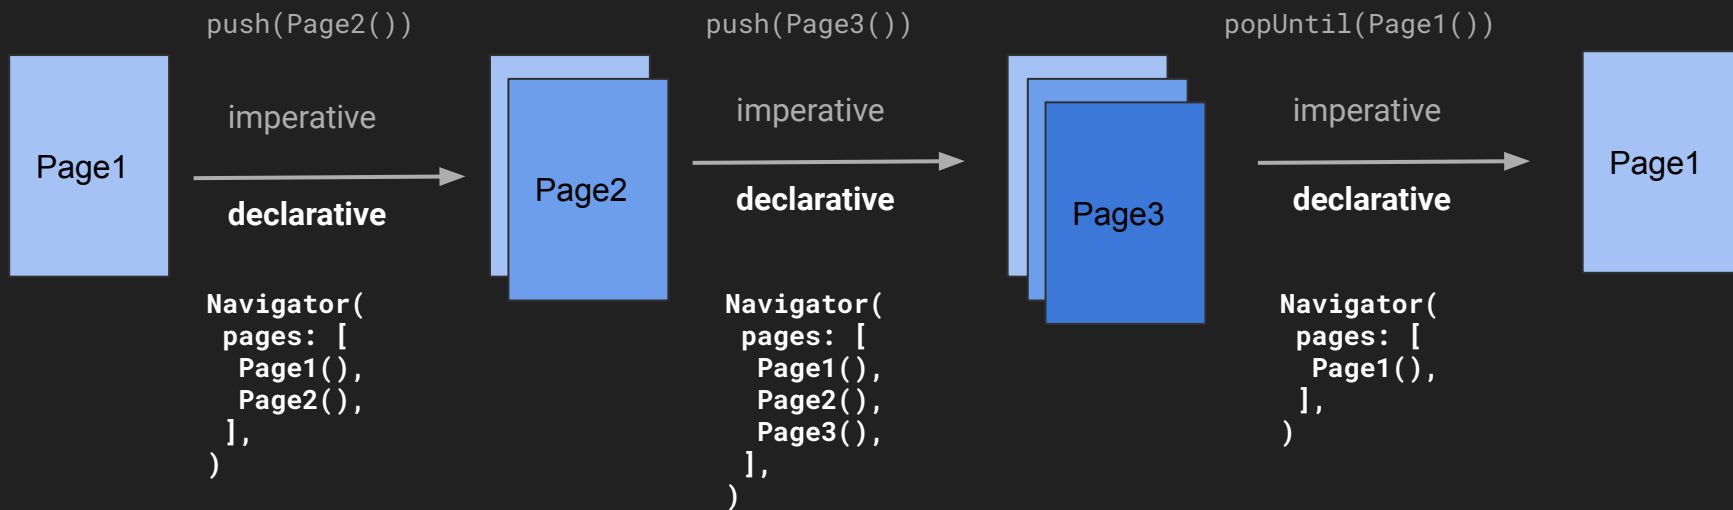 push(Page2())
push(Page3())
popUntil(Page1())
Page1
imperative
declarative
Navigator(
 pages: [
  Page1(),
  Page2(),
 ],
)
Page2
imperative
declarative
Navigator(
 pages: [
  Page1(),
  Page2(),
  Page3(),
 ],
)
Page3
imperative
declarative
Navigator(
 pages: [
  Page1(),
 ],
)
Page1